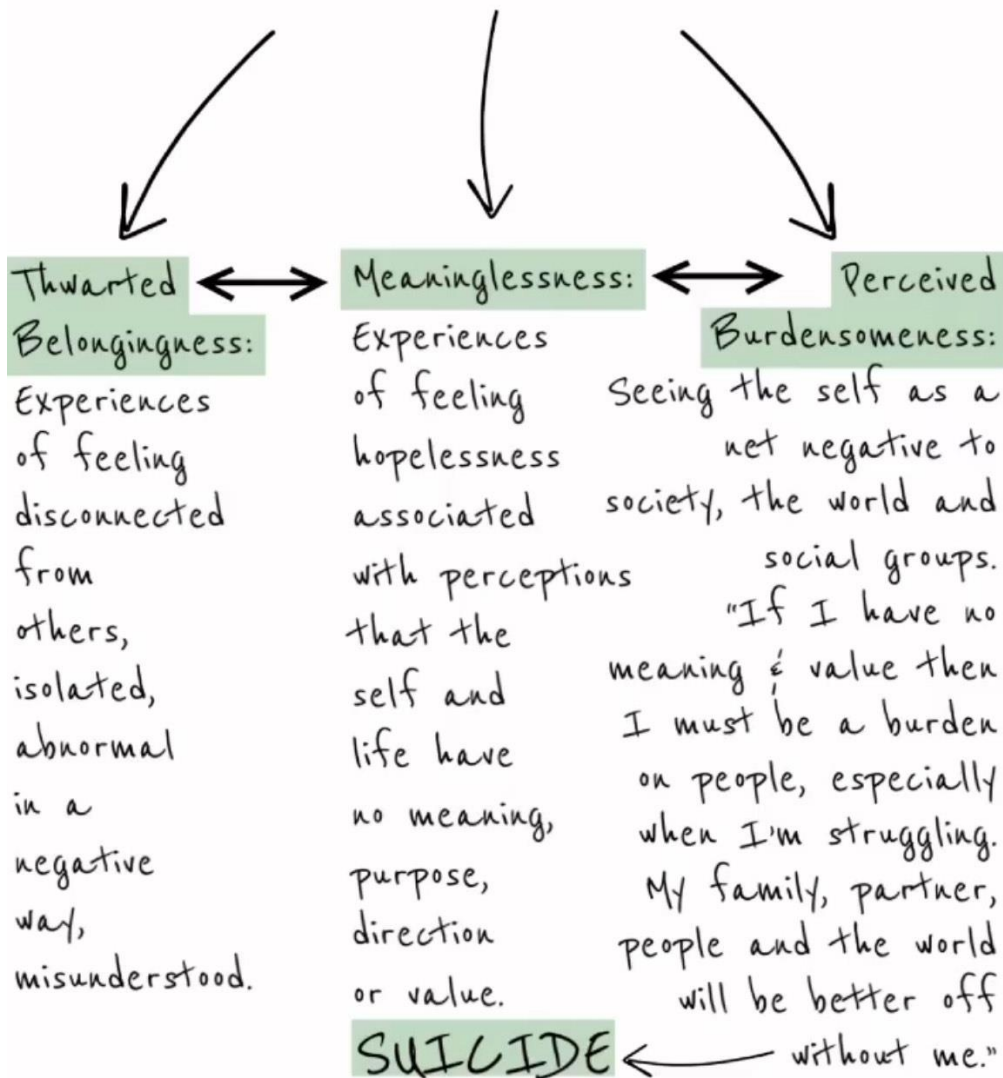 Thwarted
Belongingness:
Experiences
of feeling
disconnected
from
others,
isolated,
abnormal
in a
negative
way,
misunderstood.
Meaninglessness:
Experiences
of feeling
hopelessness
associated
with perceptions
that the
self and
life have
no meaning,
purpose,
direction
or value.
Perceived
Burdensomeness:
Seeing the self as a
net negative to
society, the world and
social groups.
"If I have no
meaning & value then
I must be a burden
on people, especially
when I'm struggling.
My family, partner,
people and the world
will be better off
without me."
SUICIDE